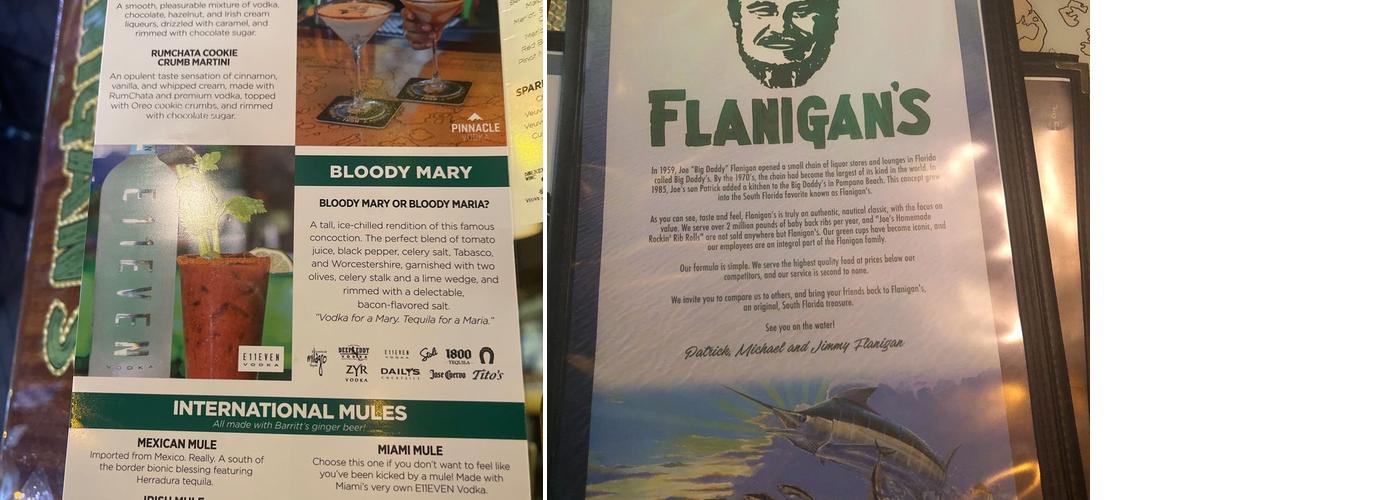 A smooth, pleasurable mixture of vodka,
chocolate, hazelnut, and Irish cream
liqueurs, drizzled with caramel, and
rimmed with chocolate sugar.
RUMCHATA COOKIE
CRUMB MARTINI
An opulent taste sensation of cinnamon,
vanilla, and whipped cream, made with
RumChata and premium vodka, topped
with Oreo cookie crumbs, and rimmed
with chocolate sugar.
PINNACLE
VODKA
BLOODY MARY
BLOODY MARY OR BLOODY MARIA?
A tall, ice-chilled rendition of this famous
concoction. The perfect blend of tomato
juice, black pepper, celery salt, Tabasco,
and Worcestershire, garnished with two
olives, celery stalk and a lime wedge, and
rimmed with a delectable,
bacon-flavored salt.
"Vodka for a Mary. Tequila for a Maria."
E11EVEN
VODKA
E11EVEN
VODKA
milagro
DEEP EDDY
VODKA
E11EVEN
VODKA
Stoli
1800
TEQUILA
ZYR
VODKA
DAILY'S
COCKTAILS
Jose Cuervo
Tito's
INTERNATIONAL MULES
All made with Barritt's ginger beer!
MEXICAN MULE
Imported from Mexico. Really. A south of
the border bionic blessing featuring
Herradura tequila.
IRISH MULE
MIAMI MULE
Choose this one if you don't want to feel like
you've been kicked by a mule! Made with
Miami's very own E11EVEN Vodka.
FLANIGAN'S
In 1959, Joe "Big Daddy" Flanigan opened a small chain of liquor stores and lounges in Florida
called Big Daddy's. By the 1970's, the chain had become the largest of its kind in the world. In
1985, Joe's son Patrick added a kitchen to the Big Daddy's in Pompano Beach. This concept grew
into the South Florida favorite known as Flanigan's.
As you can see, taste and feel, Flanigan's is truly an authentic, nautical classic, with the focus on
value. We serve over 2 million pounds of baby back ribs per year, and "Joe's Homemade
Rockin' Rib Rolls" are not sold anywhere but Flanigan's. Our green cups have become iconic, and
our employees are an integral part of the Flanigan family.
Our formula is simple. We serve the highest quality food at prices below our
competitors, and our service is second to none.
We invite you to compare us to others, and bring your friends back to Flanigan's,
an original, South Florida treasure.
See you on the water!
Patrick, Michael and Jimmy Flanigan